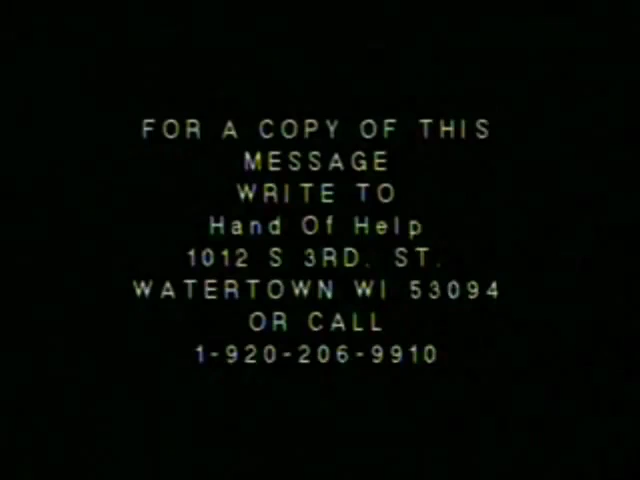 FOR A COPY OF THIS
MESSAGE
WRITE TO
Hand Of Help
1012 S 3RD. ST.
WATERTOWN WI 53094
OR CALL
1-920-206-9910